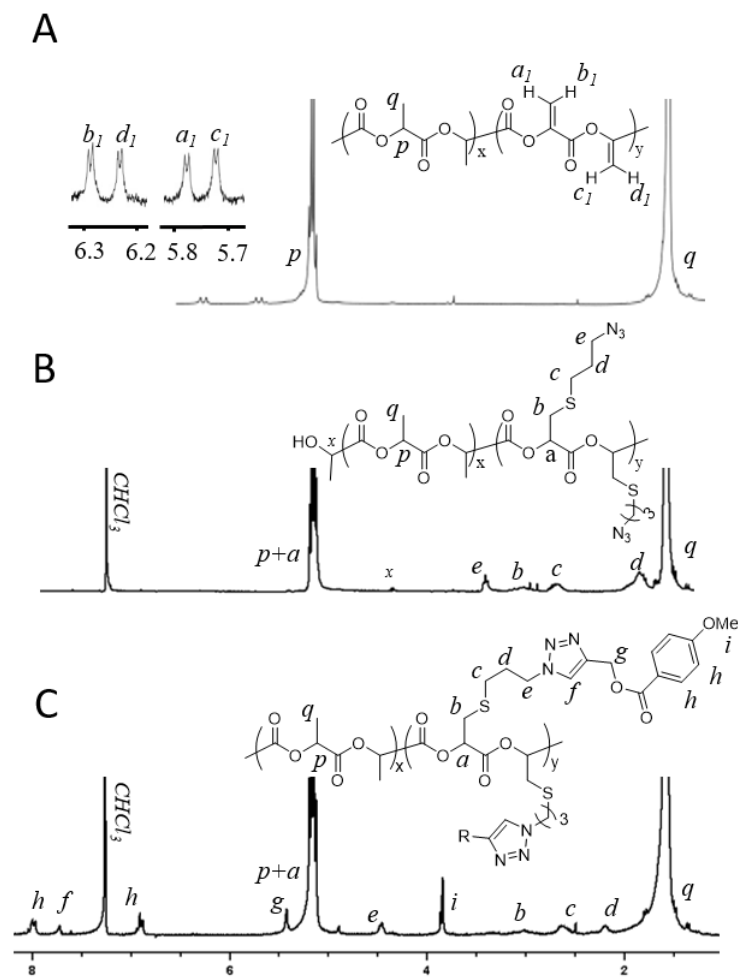 A
a1 b1
H H
q
O
O
O
O
O
O
O
O
p
x
y
H H
c1 d1
b1 d1 a1 c1
6.3 6.2 5.8 5.7
p
q
B
e N3
c d
b S
q
HO x
O
O
O
O
O
O
O
O
p
x
a
y
S
N3 3
CHCl3
p+a
x
e b c d q
C
OMe
N=N
N
g
i
h
h
c d
e f
O
O
b S
q
O
O
O
O
O
O
O
O
p
x
a
y
S
3
R N
N=N
CHCl3
p+a
h f h g e i b c d q
8 6 4 2